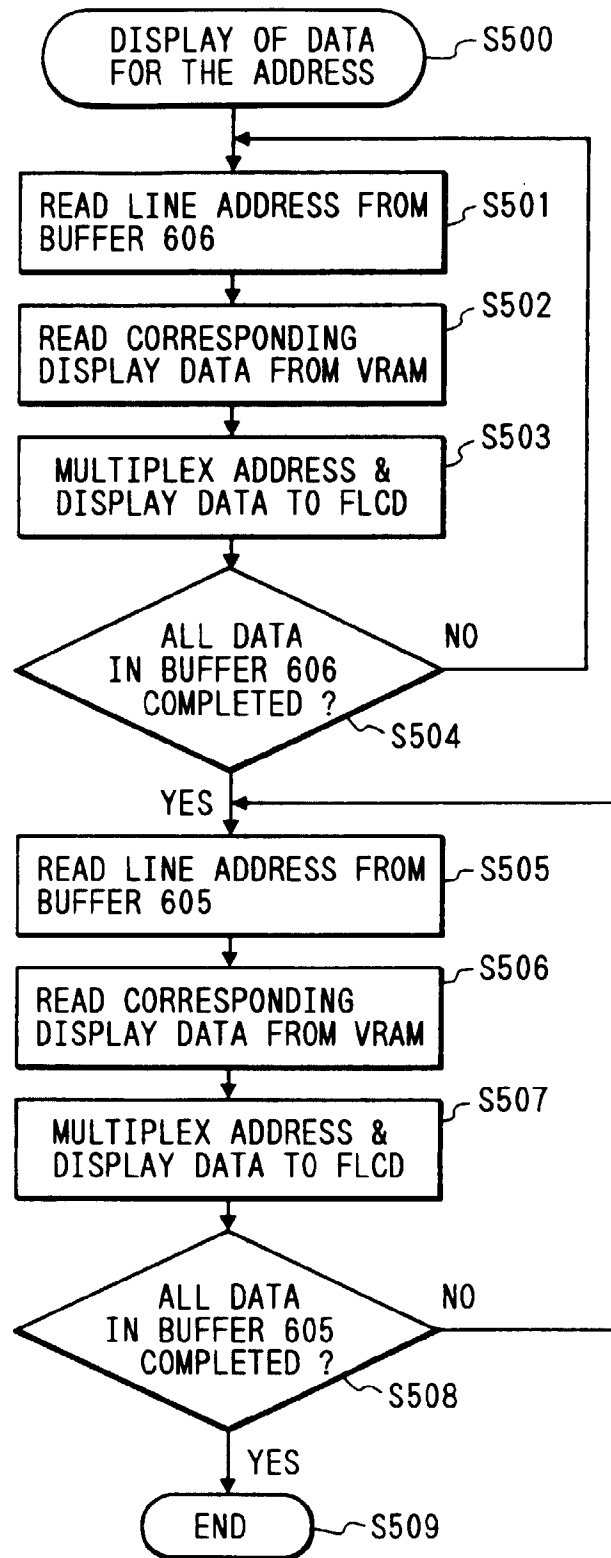 DISPLAY OF DATA
FOR THE ADDRESS
S500
READ LINE ADDRESS FROM
BUFFER 606
S501
READ CORRESPONDING
DISPLAY DATA FROM VRAM
S502
MULTIPLEX ADDRESS &
DISPLAY DATA TO FLCD
S503
ALL DATA
IN BUFFER 606
COMPLETED ?
NO
S504
YES
READ LINE ADDRESS FROM
BUFFER 605
S505
READ CORRESPONDING
DISPLAY DATA FROM VRAM
S506
MULTIPLEX ADDRESS &
DISPLAY DATA TO FLCD
S507
ALL DATA
IN BUFFER 605
COMPLETED ?
NO
S508
YES
END
S509